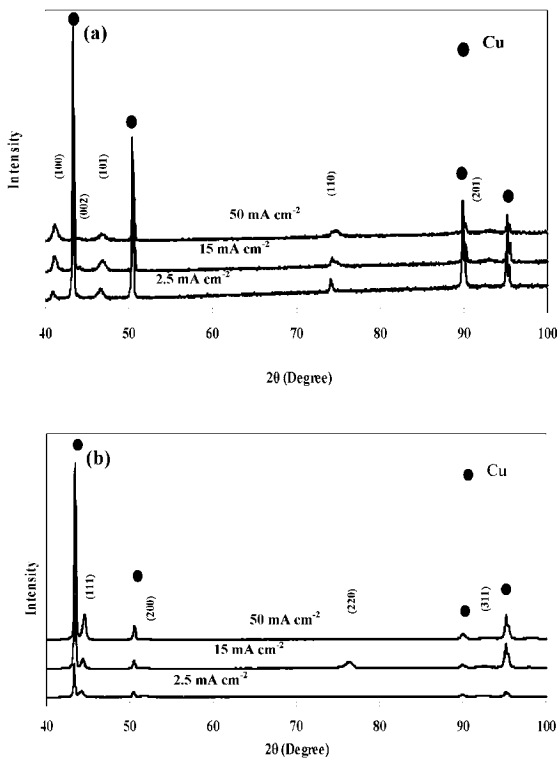 (a)
Cu
Intensity
(100)
(002)
(101)
(110)
(201)
50 mA cm⁻²
15 mA cm⁻²
2.5 mA cm⁻²
40 50 60 70 80 90 100
2θ (Degree)
(b)
Cu
Intensity
(111)
(200)
(220)
(311)
50 mA cm⁻²
15 mA cm⁻²
2.5 mA cm⁻²
40 50 60 70 80 90 100
2θ (Degree)